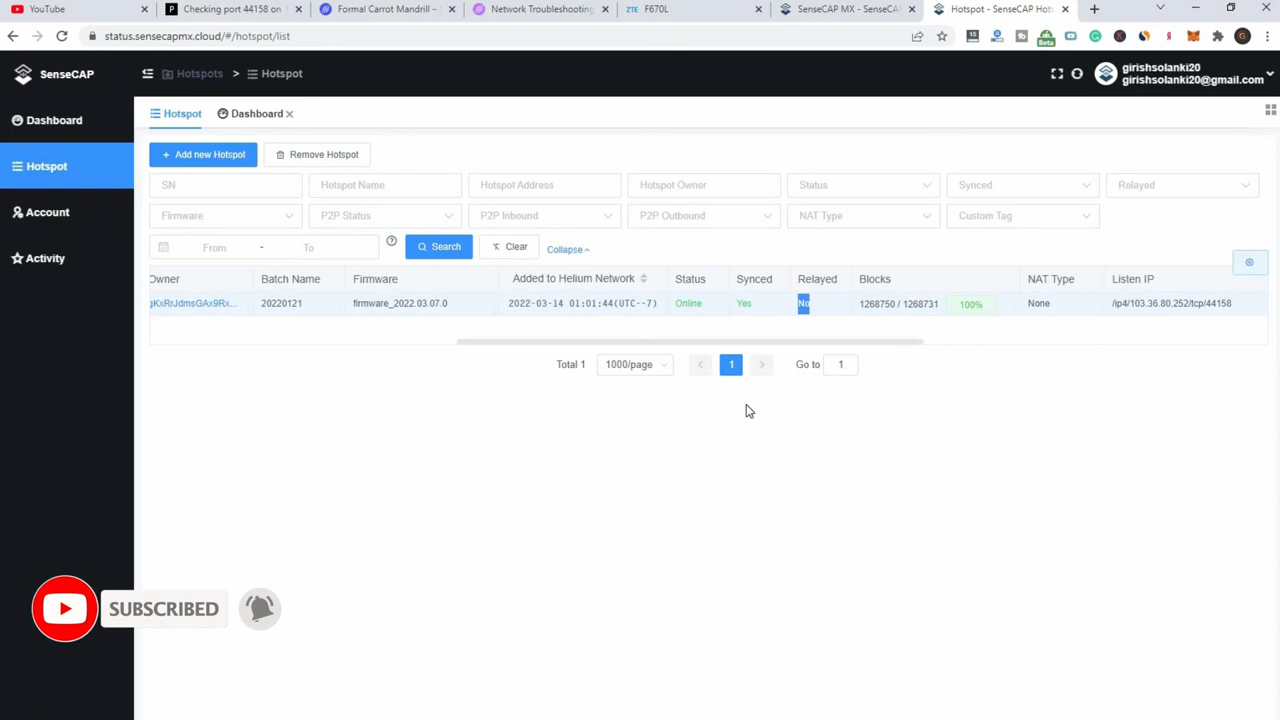 YouTube
Checking port 44158 on
Formal Carrot Mandrill –
Network Troubleshooting
ZTE F670L
SenseCAP MX - SenseCA
Hotspot - SenseCAP Hot
status.sensecapmx.cloud/#/hotspot/list
Beta
SenseCAP
Hotspots > Hotspot
girishsolanki20
girishsolanki20@gmail.com
Dashboard
Hotspot
Account
Activity
Hotspot Dashboard
+ Add new Hotspot Remove Hotspot
SN Hotspot Name Hotspot Address Hotspot Owner Status Synced Relayed
Firmware P2P Status P2P Inbound P2P Outbound NAT Type Custom Tag
From - To Search Clear Collapse
Owner Batch Name Firmware Added to Helium Network Status Synced Relayed Blocks NAT Type Listen IP
gKxRrJdmsGAx9Rx... 20220121 firmware_2022.03.07.0 2022-03-14 01:01:44(UTC--7) Online Yes No 1268750 / 1268731 100% None /ip4/103.36.80.252/tcp/44158
Total 1 1000/page < 1 > Go to 1
SUBSCRIBED